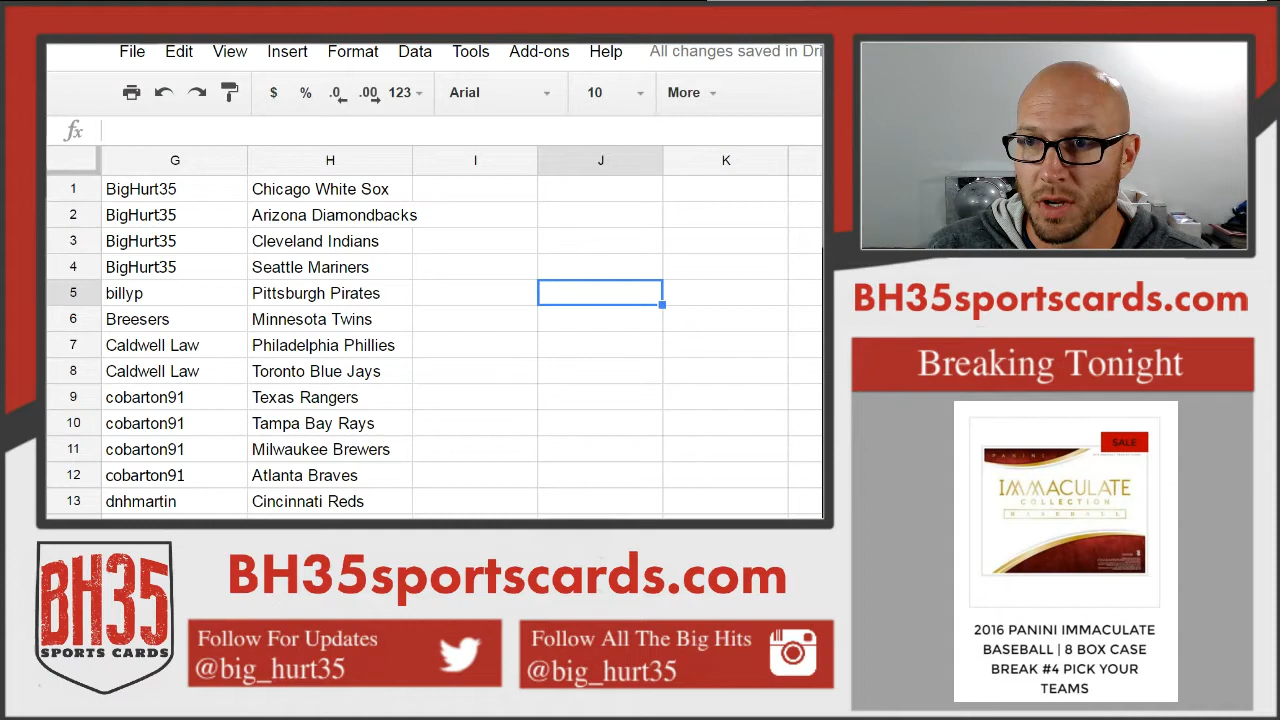 File Edit View Insert Format Data Tools Add-ons Help All changes saved in Dri
$ % .0 .00 123 Arial 10 More
fx
G H I J K
1 BigHurt35 Chicago White Sox
2 BigHurt35 Arizona Diamondbacks
3 BigHurt35 Cleveland Indians
4 BigHurt35 Seattle Mariners
5 billyp Pittsburgh Pirates
6 Breesers Minnesota Twins
7 Caldwell Law Philadelphia Phillies
8 Caldwell Law Toronto Blue Jays
9 cobarton91 Texas Rangers
10 cobarton91 Tampa Bay Rays
11 cobarton91 Milwaukee Brewers
12 cobarton91 Atlanta Braves
13 dnhmartin Cincinnati Reds
BH35sportscards.com
Breaking Tonight
SALE
PANINI
IMMACULATE
COLLECTION
BASEBALL
2016 PANINI IMMACULATE
BASEBALL | 8 BOX CASE
BREAK #4 PICK YOUR
TEAMS
BH35
SPORTS CARDS
BH35sportscards.com
Follow For Updates
@big_hurt35
Follow All The Big Hits
@big_hurt35